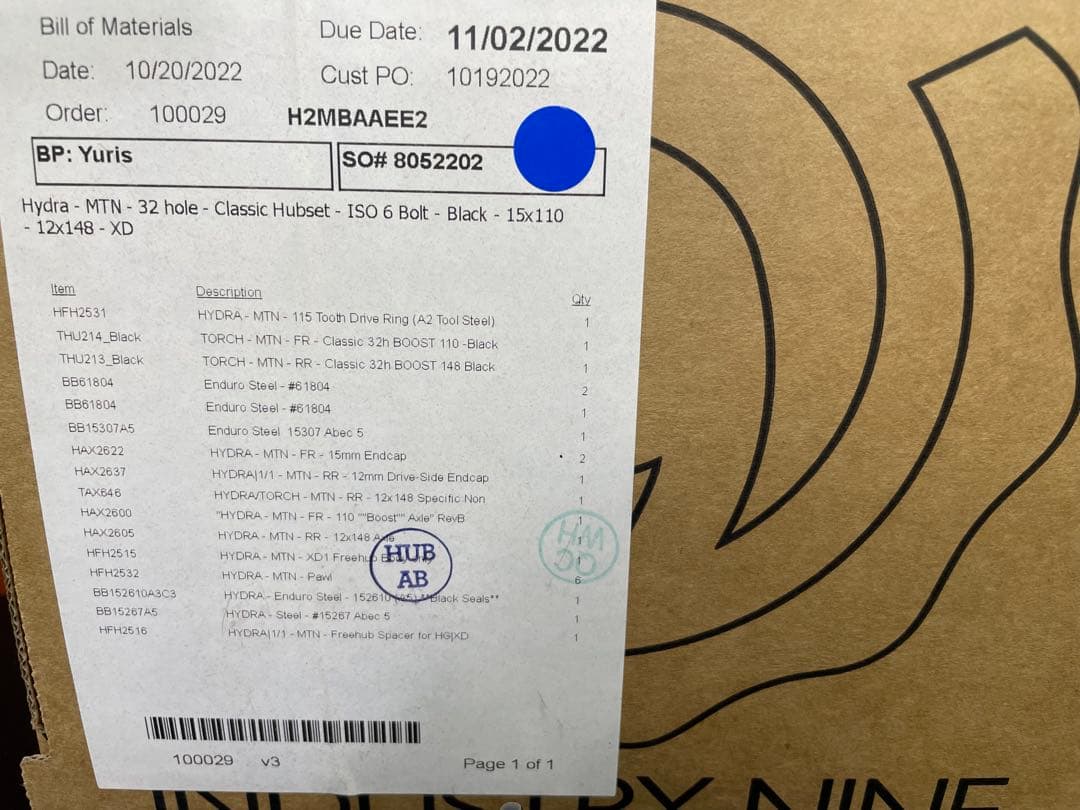 Bill of Materials
Due Date: 11/02/2022
Date: 10/20/2022
Cust PO: 10192022
Order: 100029 H2MBAAEE2
BP: Yuris SO# 8052202
Hydra - MTN - 32 hole - Classic Hubset - ISO 6 Bolt - Black - 15x110
- 12x148 - XD
Item Description Qty
HFH2531 HYDRA - MTN - 115 Tooth Drive Ring (A2 Tool Steel) 1
THU214_Black TORCH - MTN - FR - Classic 32h BOOST 110 -Black 1
THU213_Black TORCH - MTN - RR - Classic 32h BOOST 148 Black 1
BB61804 Enduro Steel - #61804 2
BB61804 Enduro Steel - #61804 1
BB15307A5 Enduro Steel 15307 Abec 5 1
HAX2622 HYDRA - MTN - FR - 15mm Endcap 2
HAX2637 HYDRA|1/1 - MTN - RR - 12mm Drive-Side Endcap 1
TAX646 HYDRA/TORCH - MTN - RR - 12x148 Specific Non 1
HAX2600 "HYDRA - MTN - FR - 110 ""Boost"" Axle" RevB 1
HAX2605 HYDRA - MTN - RR - 12x148 Axle 1
HFH2515 HYDRA - MTN - XD1 Freehub 1
HFH2532 HYDRA - MTN - Pawl 6
BB152610A3C3 HYDRA - Enduro Steel - 152610 **Black Seals** 1
BB15267A5 HYDRA - Steel - #15267 Abec 5 1
HFH2516 HYDRA|1/1 - MTN - Freehub Spacer for HG|XD 1
HUB
AB
100029 v3
Page 1 of 1
INDUSTRY NINE